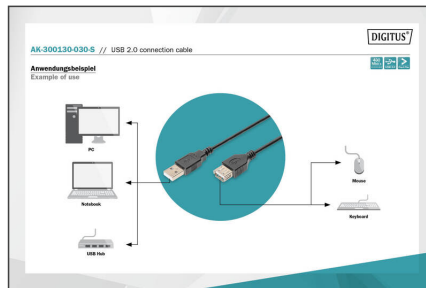 DIGITUS®
AK-300130-030-S // USB 2.0 connection cable
Anwendungsbeispiel
Example of use
PC
Notebook
USB Hub
Mouse
Keyboard